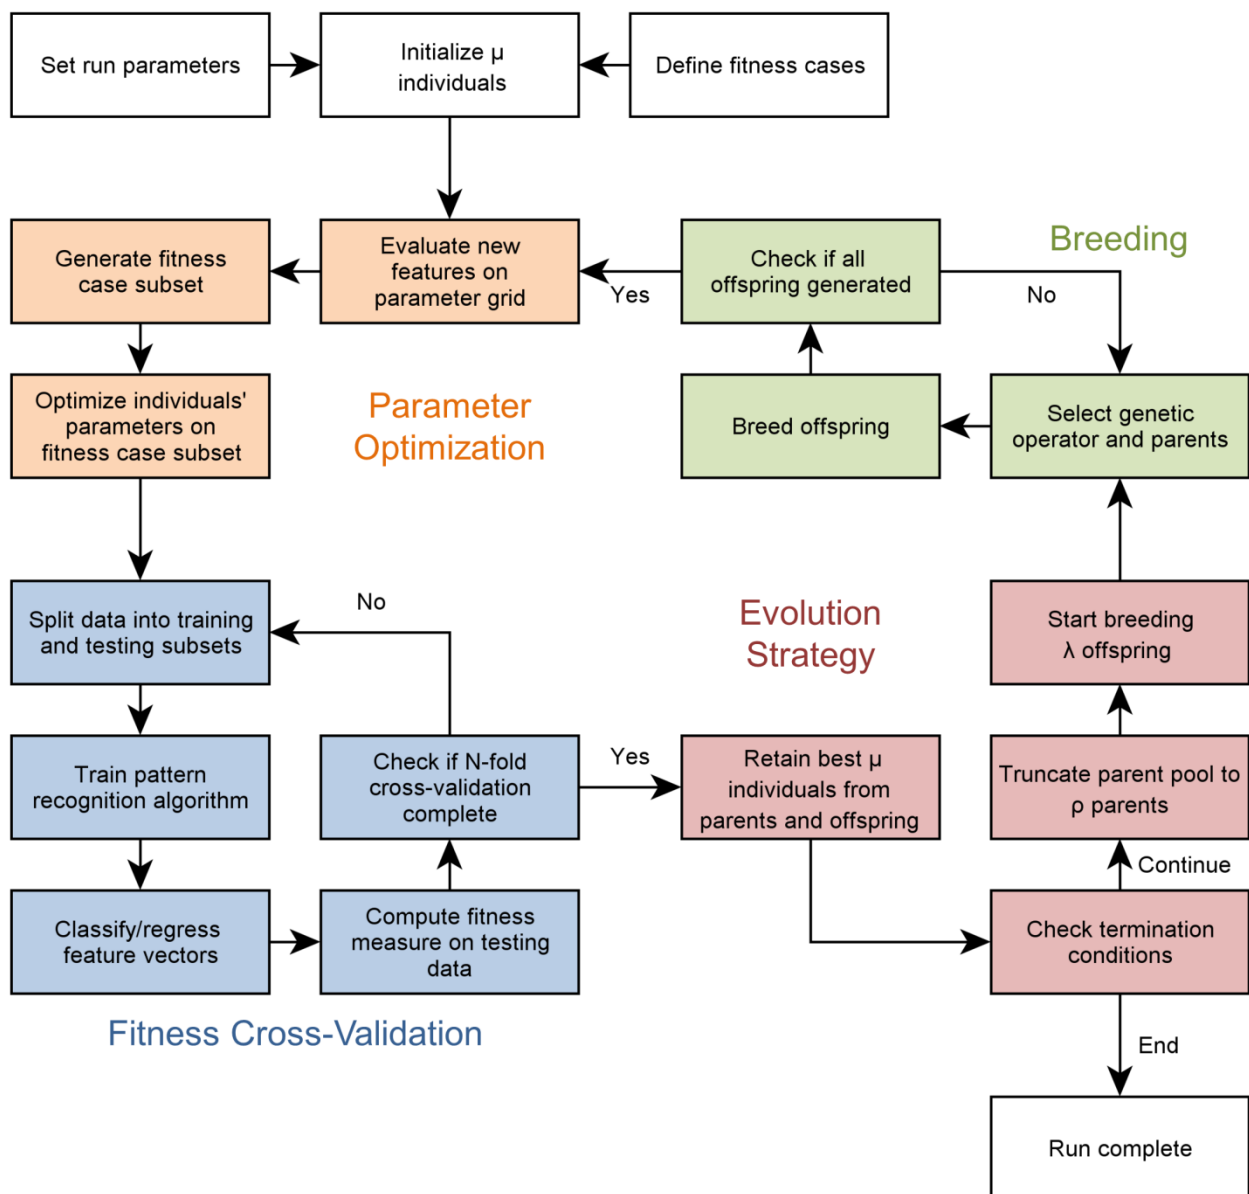 Set run parameters
Initialize µ
individuals
Define fitness cases
Generate fitness
case subset
Evaluate new
features on
parameter grid
Yes
Check if all
offspring generated
No
Breeding
Optimize individuals'
parameters on
fitness case subset
Parameter
Optimization
Breed offspring
Select genetic
operator and parents
Split data into training
and testing subsets
No
Evolution
Strategy
Start breeding
λ offspring
Train pattern
recognition algorithm
Check if N-fold
cross-validation
complete
Yes
Retain best µ
individuals from
parents and offspring
Truncate parent pool to
ρ parents
Continue
Classify/regress
feature vectors
Compute fitness
measure on testing
data
Check termination
conditions
Fitness Cross-Validation
End
Run complete